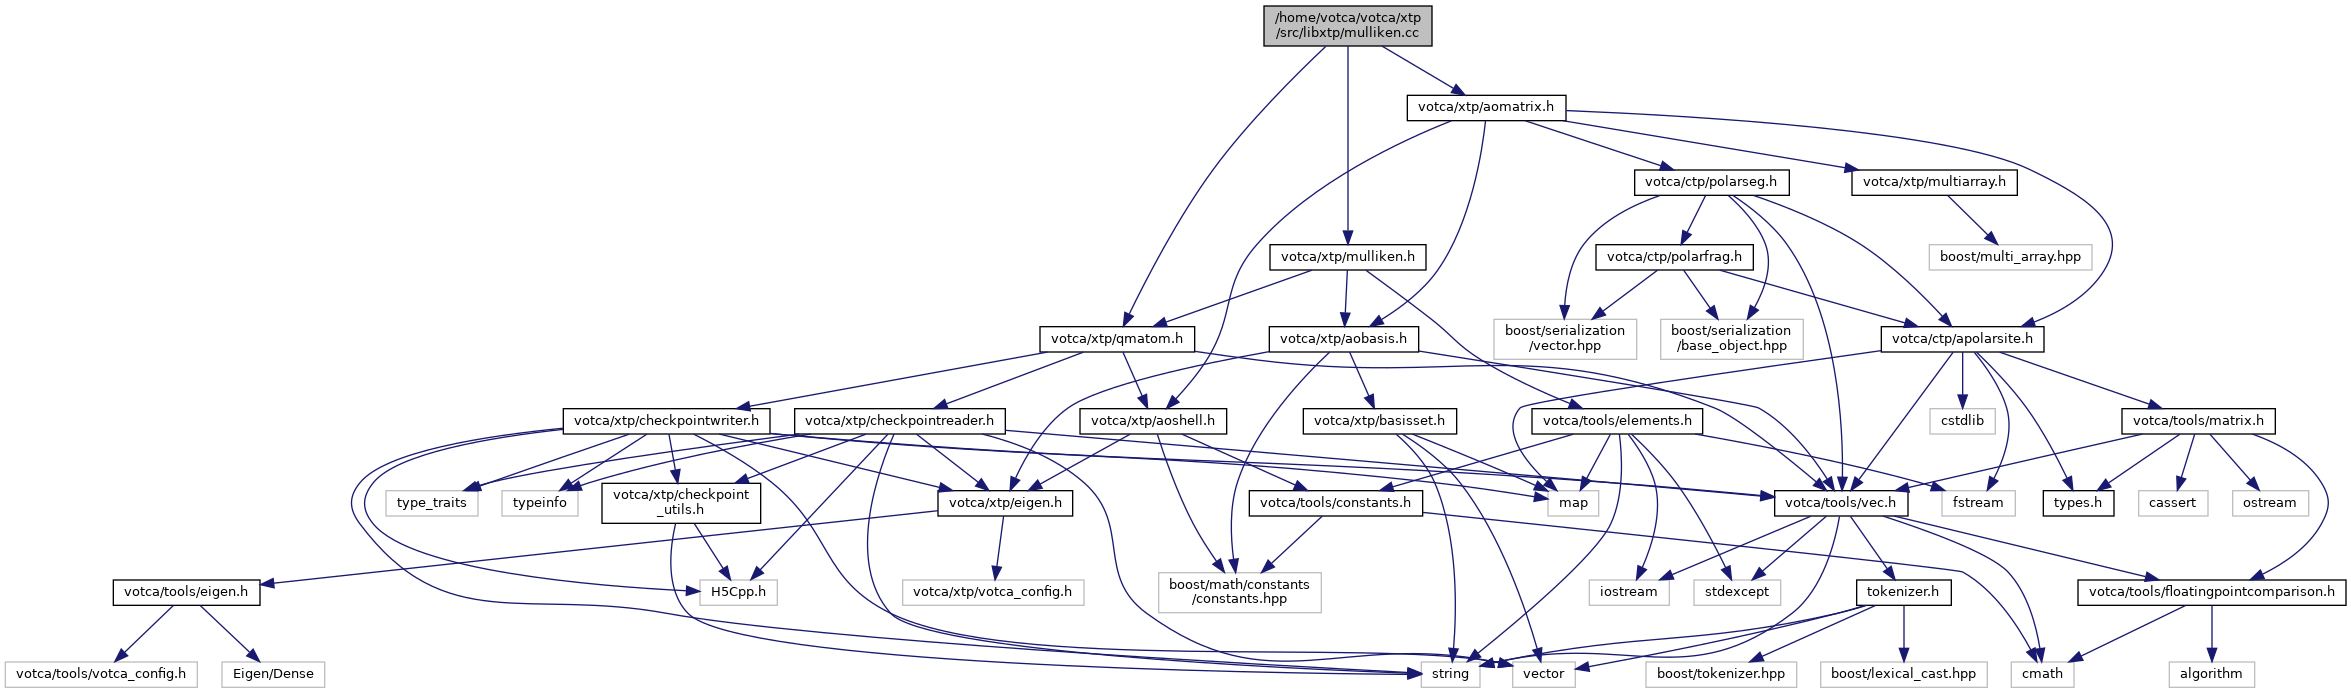 /home/votca/votca/xtp
/src/libxtp/mulliken.cc
votca/xtp/aomatrix.h
votca/ctp/polarseg.h
votca/xtp/multiarray.h
votca/xtp/mulliken.h
votca/ctp/polarfrag.h
boost/multi_array.hpp
votca/xtp/qmatom.h
votca/xtp/aobasis.h
boost/serialization
/vector.hpp
boost/serialization
/base_object.hpp
votca/ctp/apolarsite.h
votca/xtp/checkpointwriter.h
votca/xtp/checkpointreader.h
votca/xtp/aoshell.h
votca/xtp/basisset.h
votca/tools/elements.h
cstdlib
votca/tools/matrix.h
type_traits
typeinfo
votca/xtp/checkpoint
_utils.h
votca/xtp/eigen.h
votca/tools/constants.h
map
votca/tools/vec.h
fstream
types.h
cassert
ostream
votca/tools/eigen.h
H5Cpp.h
votca/xtp/votca_config.h
boost/math/constants
/constants.hpp
iostream
stdexcept
tokenizer.h
votca/tools/floatingpointcomparison.h
votca/tools/votca_config.h
Eigen/Dense
string
vector
boost/tokenizer.hpp
boost/lexical_cast.hpp
cmath
algorithm